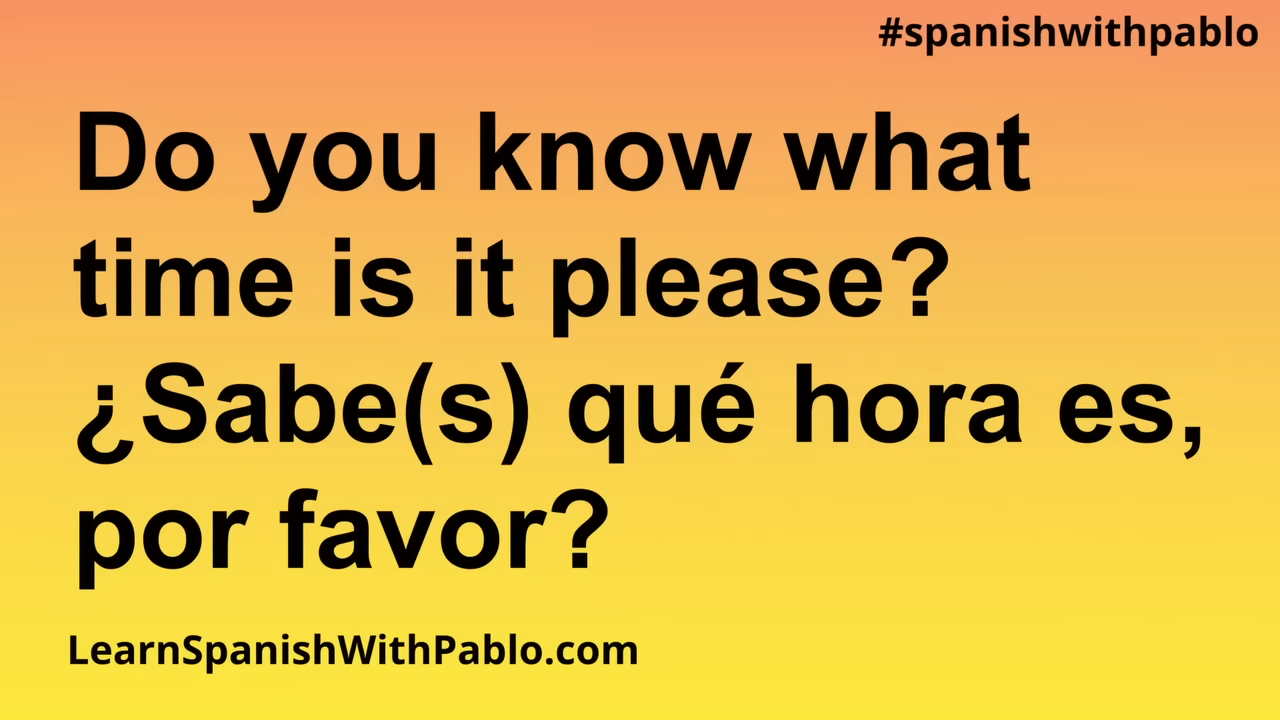 #spanishwithpablo
Do you know what
time is it please?
¿Sabe(s) qué hora es,
por favor?
LearnSpanishWithPablo.com